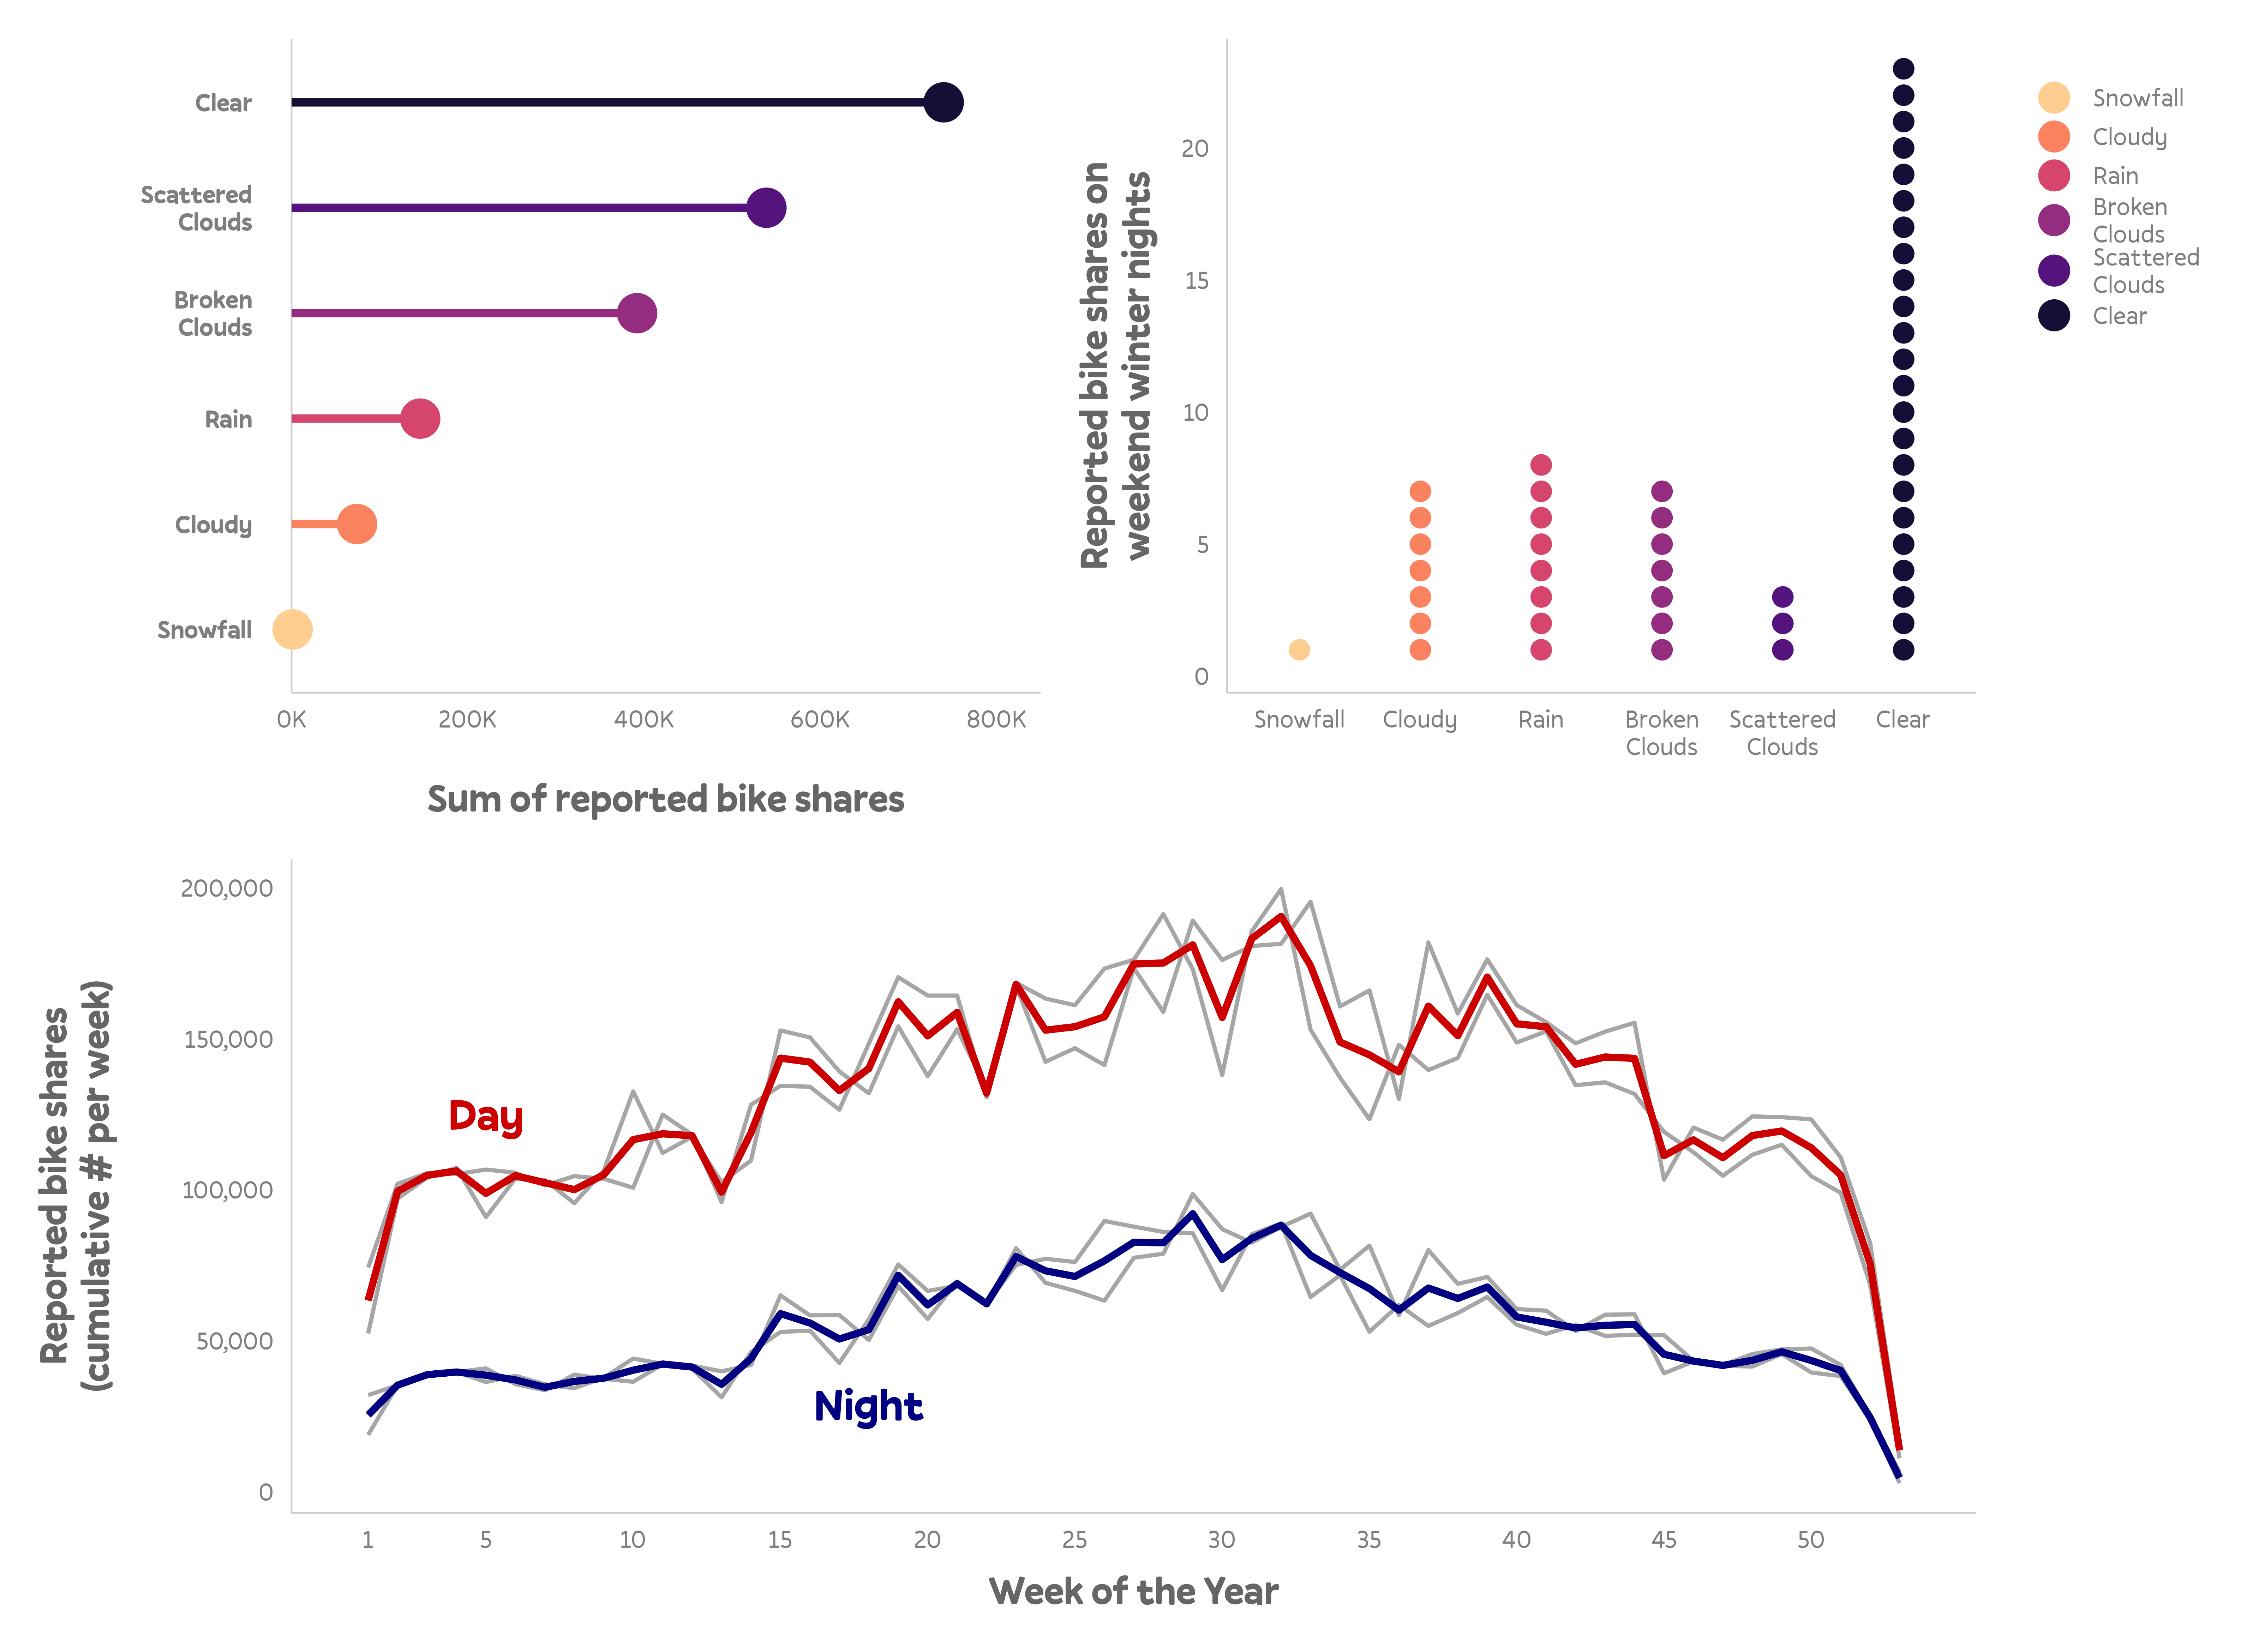 Clear
Scattered
Clouds
Broken
Clouds
Rain
Cloudy
Snowfall
0K 200K 400K 600K 800K
Sum of reported bike shares
Reported bike shares on
weekend winter nights
20
15
10
5
0
Snowfall Cloudy Rain Broken Clouds Scattered Clouds Clear
Snowfall
Cloudy
Rain
Broken
Clouds
Scattered
Clouds
Clear
Reported bike shares
(cumulative # per week)
200,000
150,000
100,000
50,000
0
Day
Night
1 5 10 15 20 25 30 35 40 45 50
Week of the Year